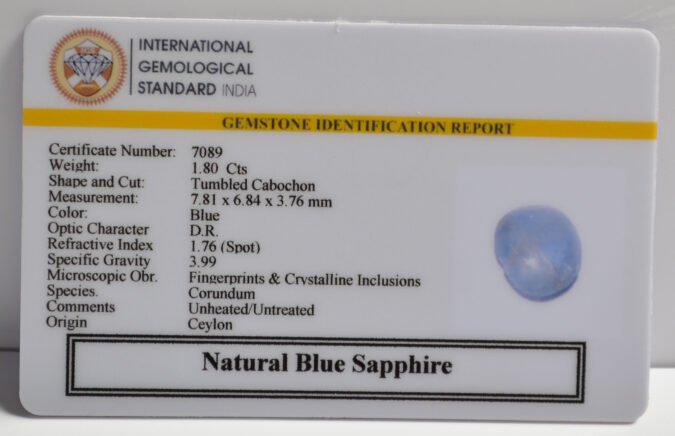 INTERNATIONAL
GEMOLOGICAL
STANDARD INDIA
GEMSTONE IDENTIFICATION REPORT
Certificate Number: 7089
Weight: 1.80 Cts
Shape and Cut: Tumbled Cabochon
Measurement: 7.81 x 6.84 x 3.76 mm
Color: Blue
Optic Character D.R.
Refractive Index 1.76 (Spot)
Specific Gravity 3.99
Microscopic Obr. Fingerprints & Crystalline Inclusions
Species. Corundum
Comments Unheated/Untreated
Origin Ceylon
Natural Blue Sapphire